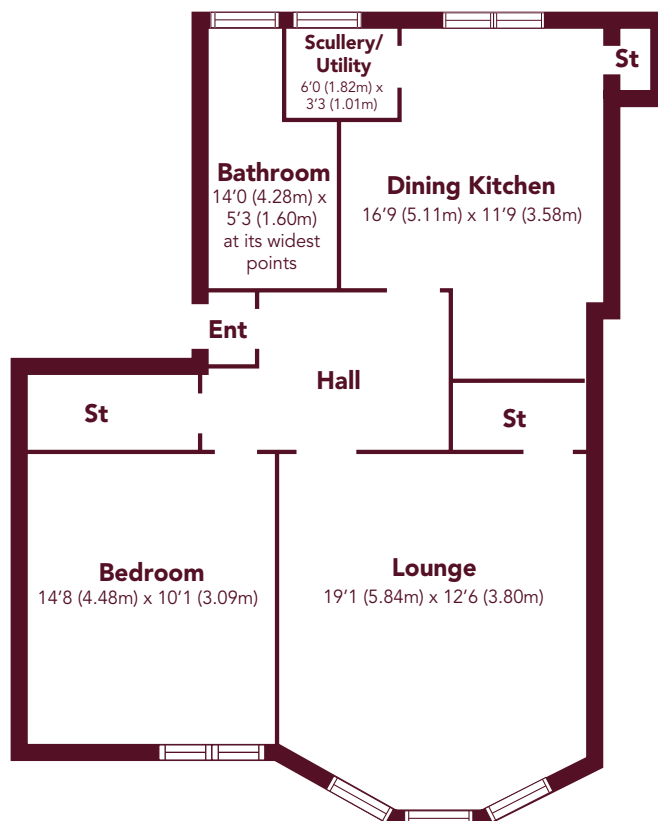 Scullery/
Utility
6’0 (1.82m) x
3’3 (1.01m)
St
Bathroom
14’0 (4.28m) x
5’3 (1.60m)
at its widest
points
Dining Kitchen
16’9 (5.11m) x 11’9 (3.58m)
Ent
Hall
St
St
Bedroom
14’8 (4.48m) x 10’1 (3.09m)
Lounge
19’1 (5.84m) x 12’6 (3.80m)